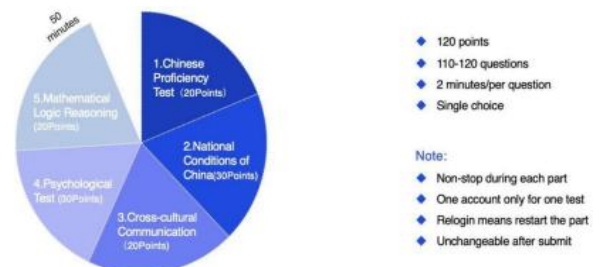 50
minutes
1.Chinese
Proficiency
Test (20Points)
2.National
Conditions of
China(30Points)
3.Cross-cultural
Communication
(20Points)
4.Psychological
Test (30Points)
5.Mathematical
Logic Reasoning
(20Points)
120 points
110-120 questions
2 minutes/per question
Single choice
Note:
Non-stop during each part
One account only for one test
Relogin means restart the part
Unchangeable after submit